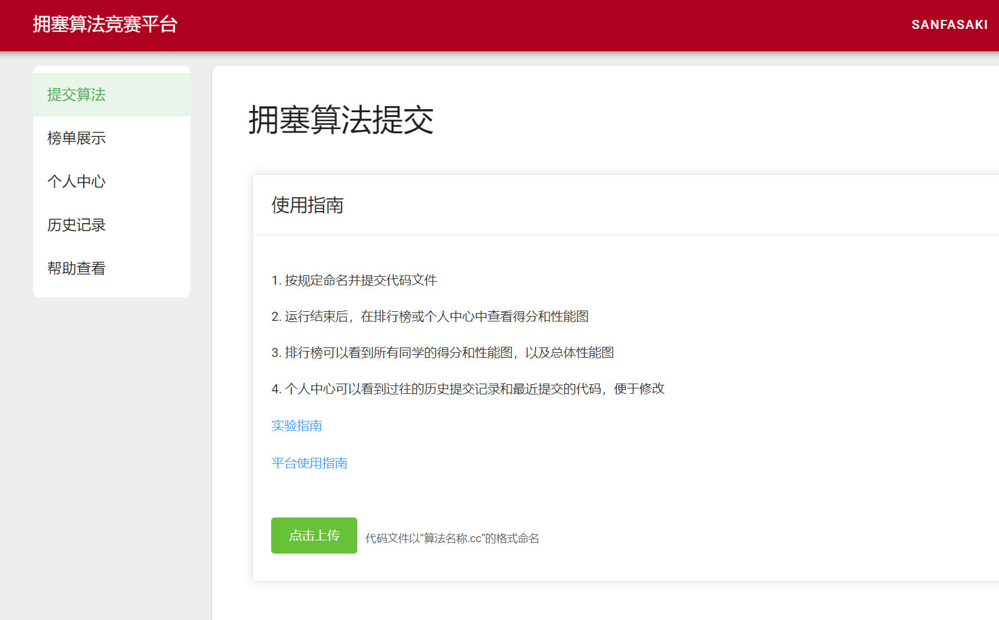 拥塞算法竞赛平台
SANFASAKI
提交算法
榜单展示
个人中心
历史记录
帮助查看
拥塞算法提交
使用指南
1. 按规定命名并提交代码文件
2. 运行结束后，在排行榜或个人中心中查看得分和性能图
3. 排行榜可以看到所有同学的得分和性能图，以及总体性能图
4. 个人中心可以看到过往的历史提交记录和最近提交的代码，便于修改
实验指南
平台使用指南
点击上传
代码文件以“算法名称.cc”的格式命名